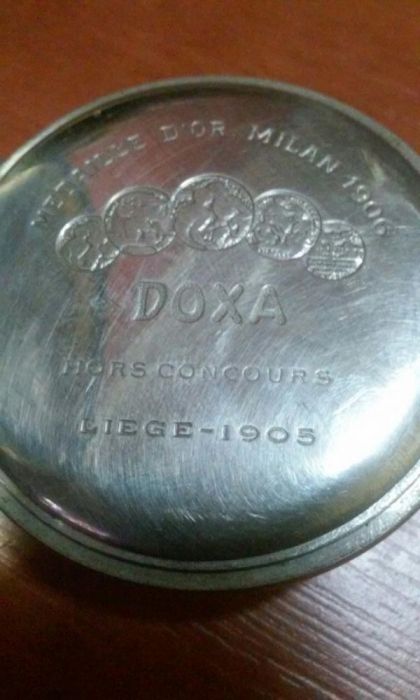 MEDAILLE D'OR MILAN 1906
DOXA
HORS CONCOURS
LIEGE-1905